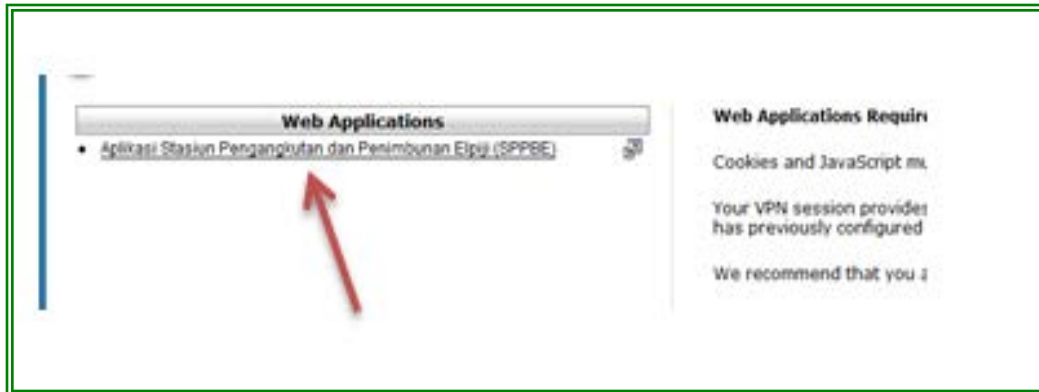 Web Applications
• Aplikasi Stasiun Pengangkutan dan Penimbunan Elpiji (SPPBE)
Web Applications Require
Cookies and JavaScript mu
Your VPN session provides
has previously configured
We recommend that you a